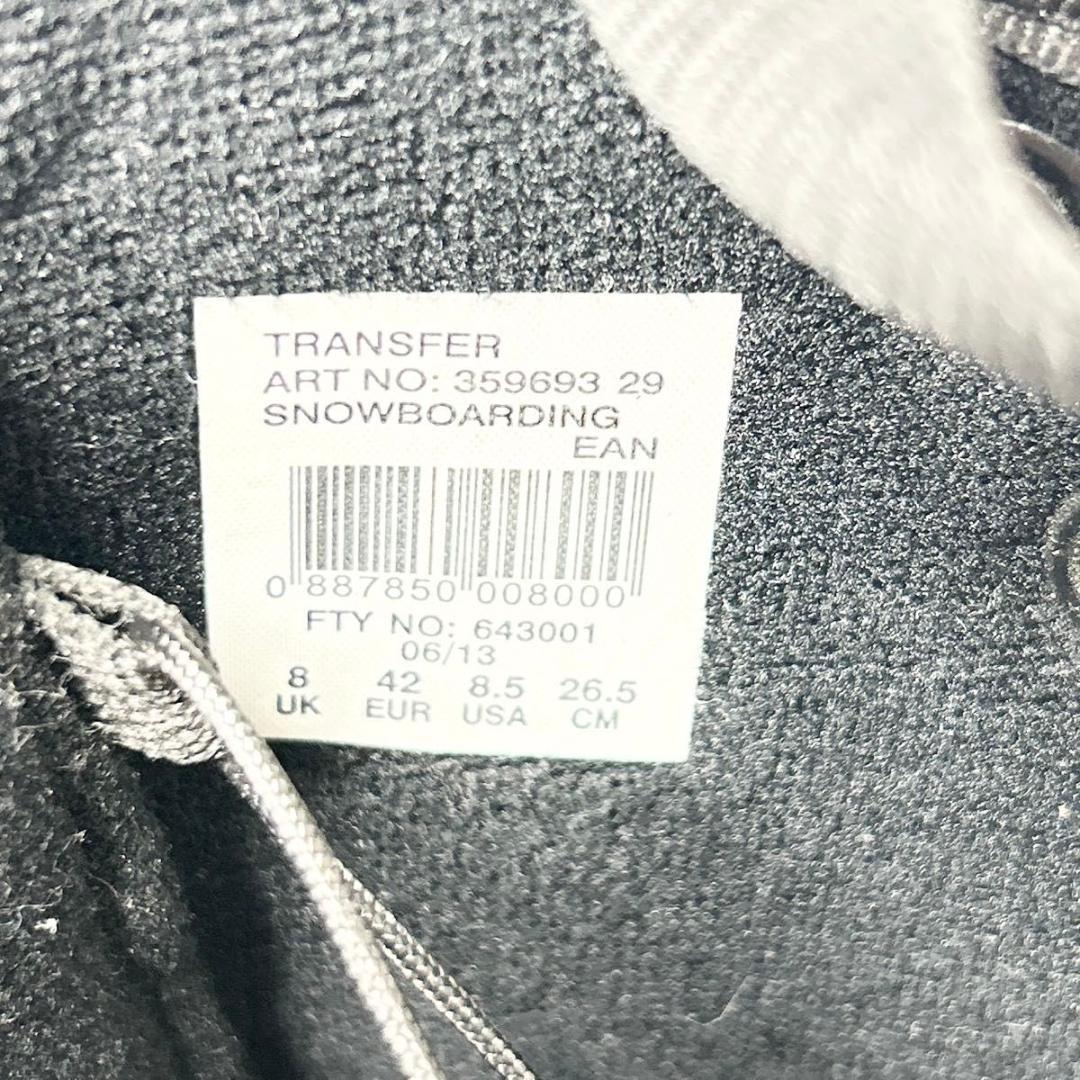 TRANSFER
ART NO: 359693 29
SNOWBOARDING
EAN
0 887850 008000
FTY NO: 643001
06/13
8 42 8.5 26.5
UK EUR USA CM